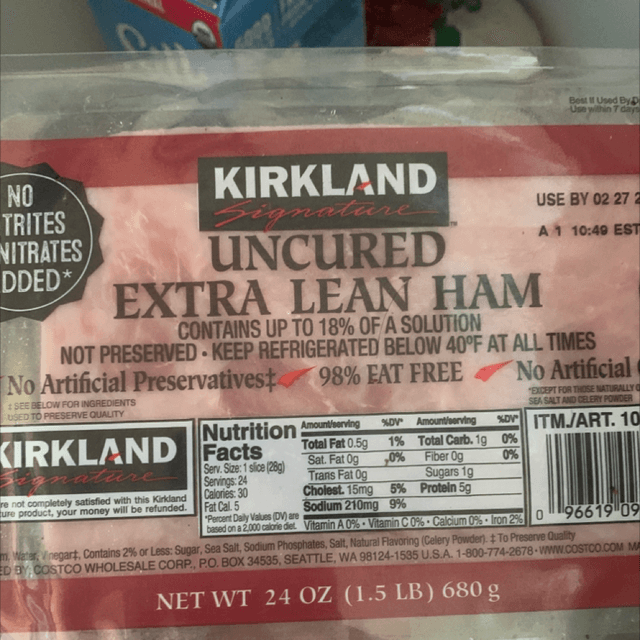 Best If Used By
Use within 7 days
KIRKLAND
Signature™
USE BY 02 27 2
A 1 10:49 EST
NO
TRITES
NITRATES
DDED*
UNCURED
EXTRA LEAN HAM
CONTAINS UP TO 18% OF A SOLUTION
NOT PRESERVED • KEEP REFRIGERATED BELOW 40°F AT ALL TIMES
No Artificial Preservatives‡ 98% FAT FREE No Artificial
‡ SEE BELOW FOR INGREDIENTS
USED TO PRESERVE QUALITY
*EXCEPT FOR THOSE NATURALLY
SEA SALT AND CELERY POWDER
KIRKLAND
Signature
re not completely satisfied with this Kirkland
ure product, your money will be refunded.
Nutrition
Facts
Serv. Size: 1 slice (28g)
Servings: 24
Calories: 30
Fat Cal. 5
*Percent Daily Values (DV) are
based on a 2,000 calorie diet.
Amount/serving %DV* Amount/serving %DV*
Total Fat 0.5g 1% Total Carb. 1g 0%
Sat. Fat 0g 0% Fiber 0g 0%
Trans Fat 0g Sugars 1g
Cholest. 15mg 5% Protein 5g
Sodium 210mg 9%
Vitamin A 0% • Vitamin C 0% • Calcium 0% • Iron 2%
ITM./ART. 10
0 96619 09
m, Water, Vinegar‡, Contains 2% or Less: Sugar, Sea Salt, Sodium Phosphates, Salt, Natural Flavoring (Celery Powder). ‡ To Preserve Quality
ED BY: COSTCO WHOLESALE CORP., P.O. BOX 34535, SEATTLE, WA 98124-1535 U.S.A. 1-800-774-2678 • WWW.COSTCO.COM MA
NET WT 24 OZ (1.5 LB) 680 g